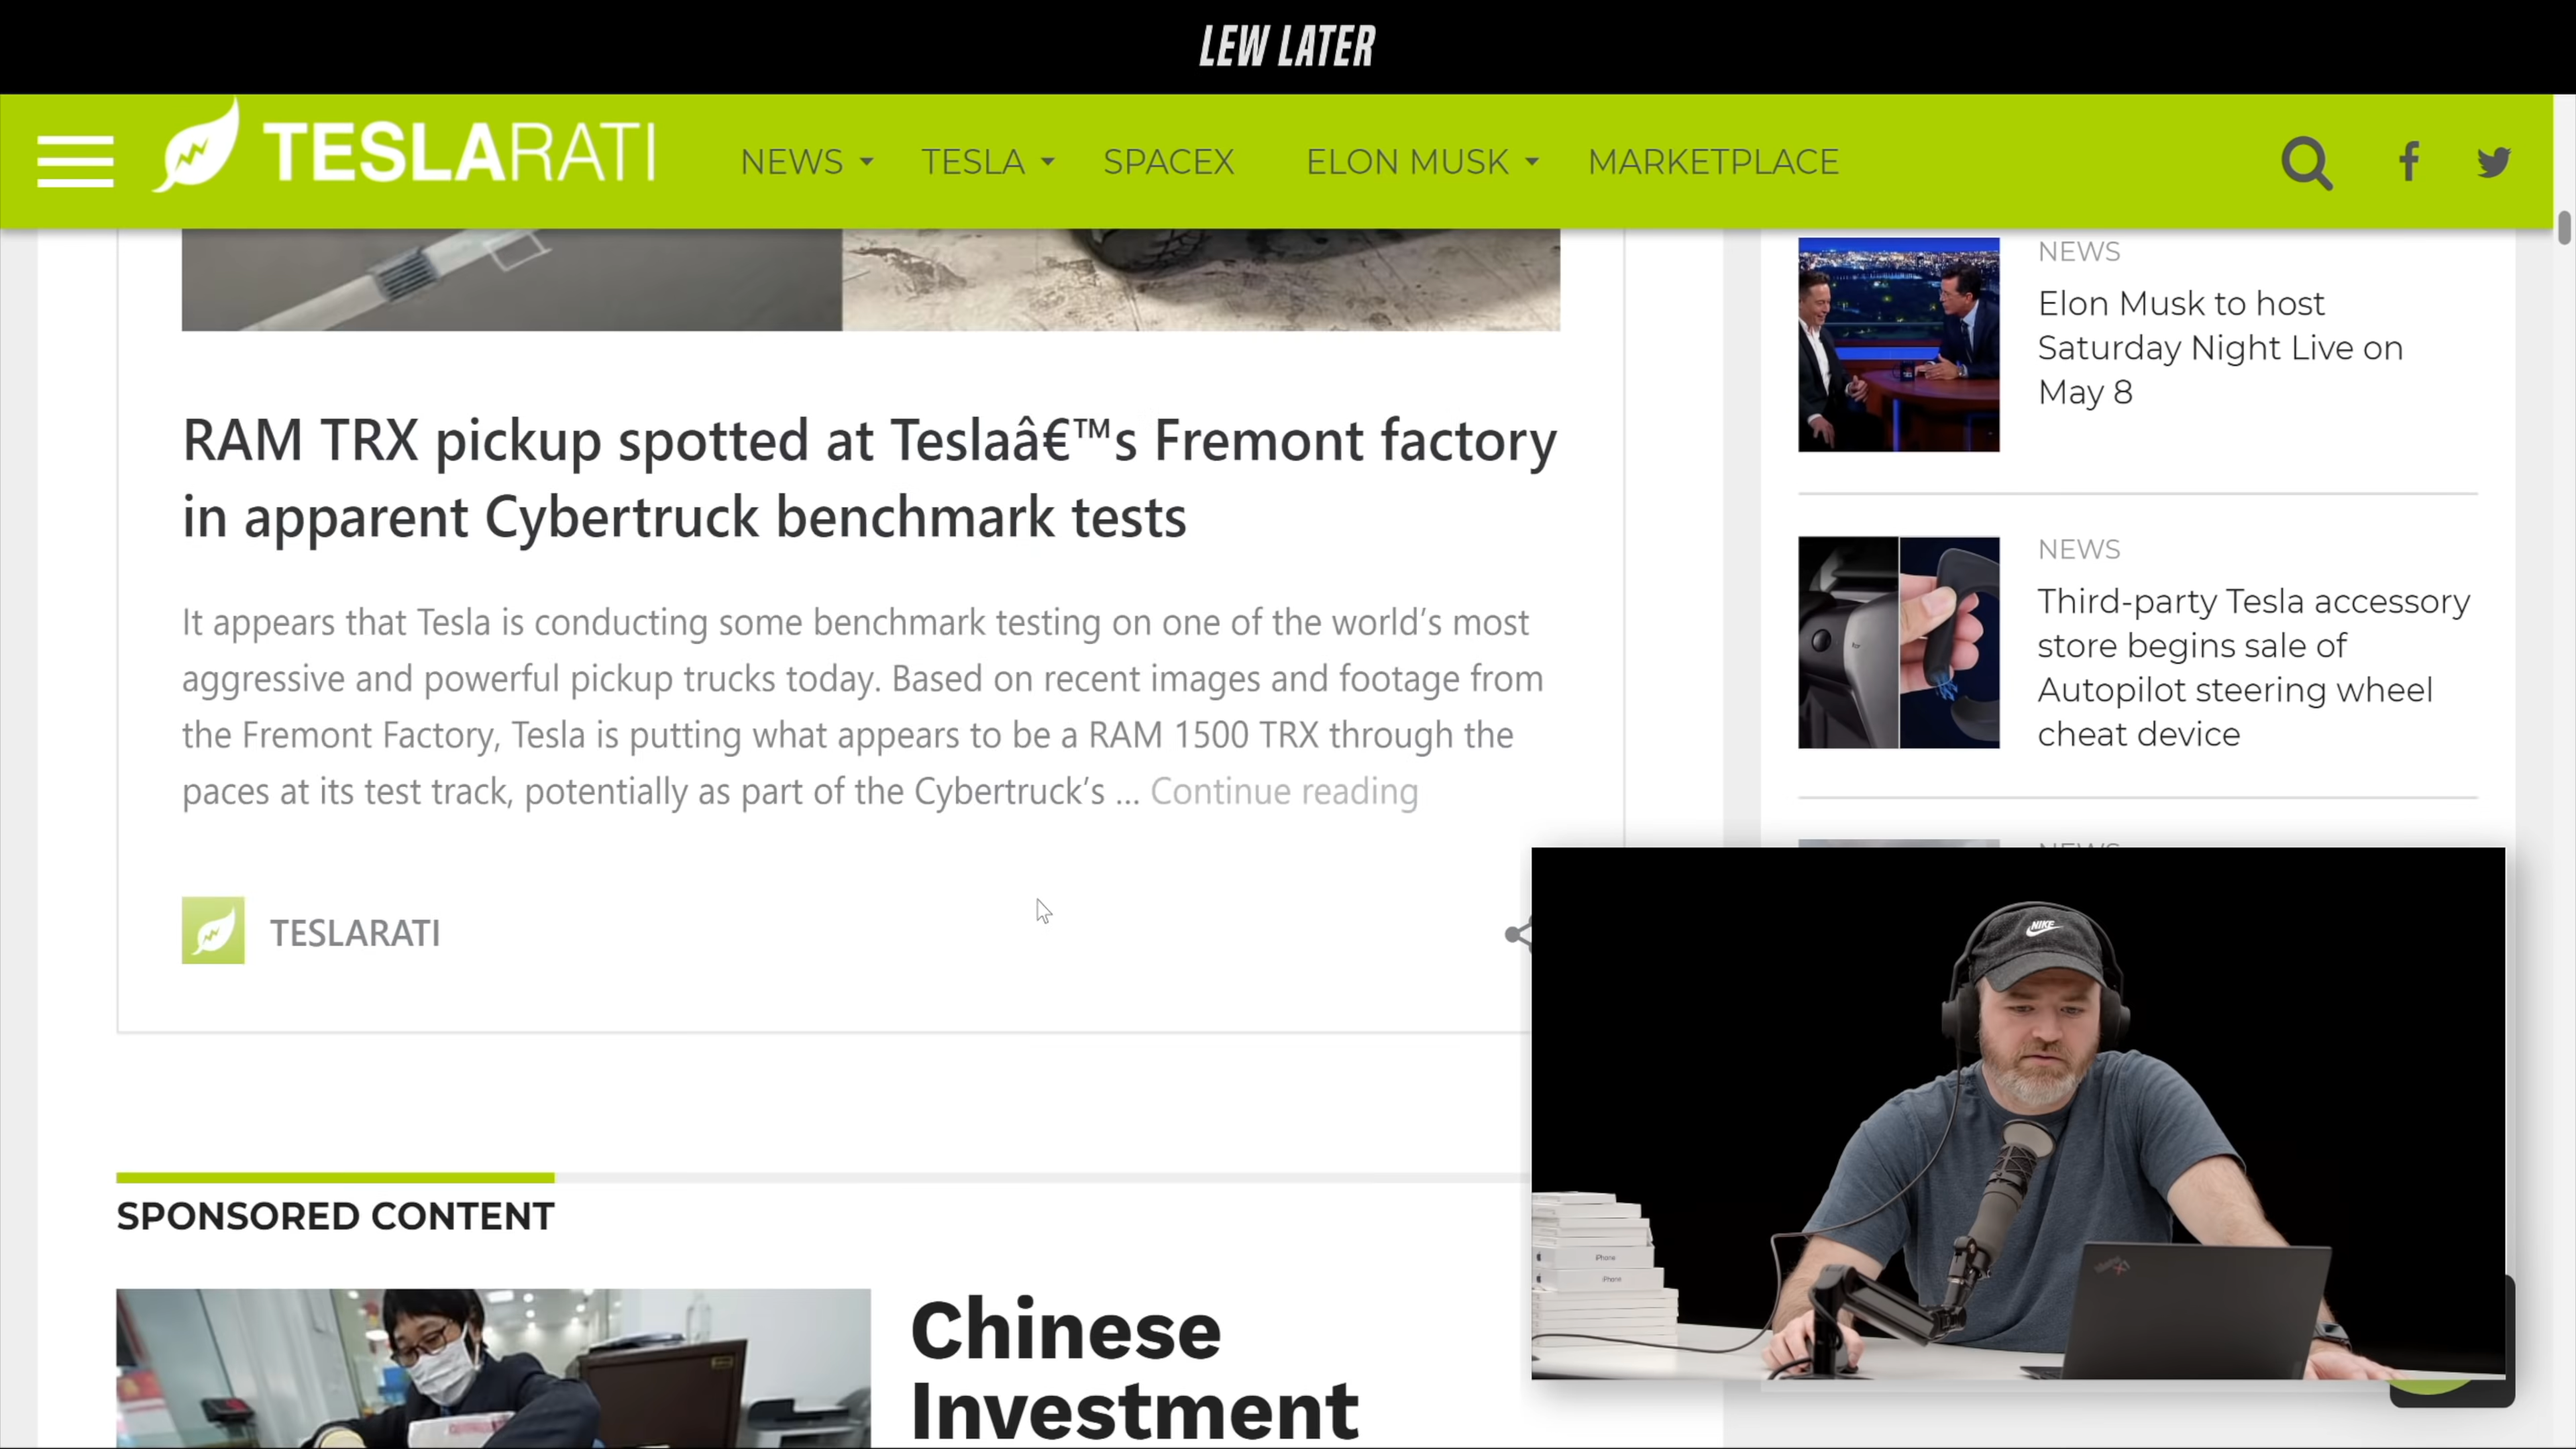 LEW LATER
TESLARATI
NEWS
TESLA
SPACEX
ELON MUSK
MARKETPLACE
RAM TRX pickup spotted at Teslaâ€™s Fremont factory
in apparent Cybertruck benchmark tests
It appears that Tesla is conducting some benchmark testing on one of the world’s most
aggressive and powerful pickup trucks today. Based on recent images and footage from
the Fremont Factory, Tesla is putting what appears to be a RAM 1500 TRX through the
paces at its test track, potentially as part of the Cybertruck’s ... Continue reading
TESLARATI
SPONSORED CONTENT
Chinese
Investment
NEWS
Elon Musk to host
Saturday Night Live on
May 8
NEWS
Third-party Tesla accessory
store begins sale of
Autopilot steering wheel
cheat device
NEWS
NIKE
iPhone
iPhone